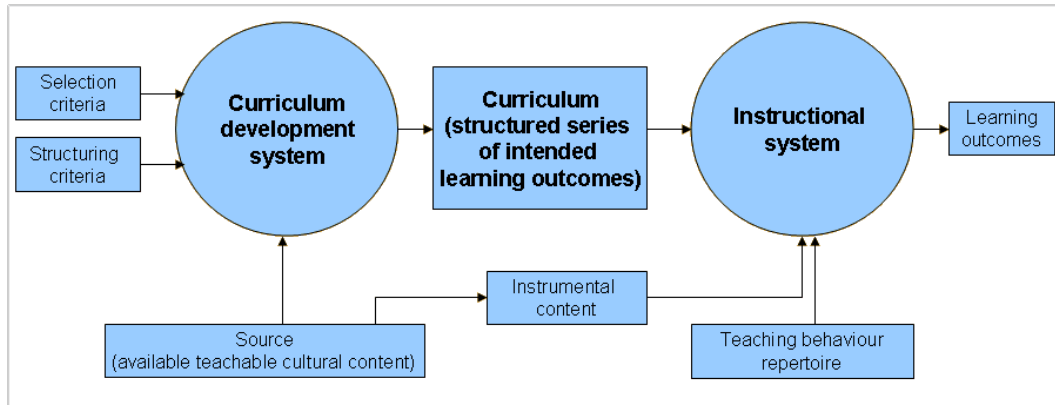 Selection
criteria
Structuring
criteria
Curriculum
development
system
Curriculum
(structured series
of intended
learning outcomes)
Instructional
system
Learning
outcomes
Source
(available teachable cultural content)
Instrumental
content
Teaching behaviour
repertoire